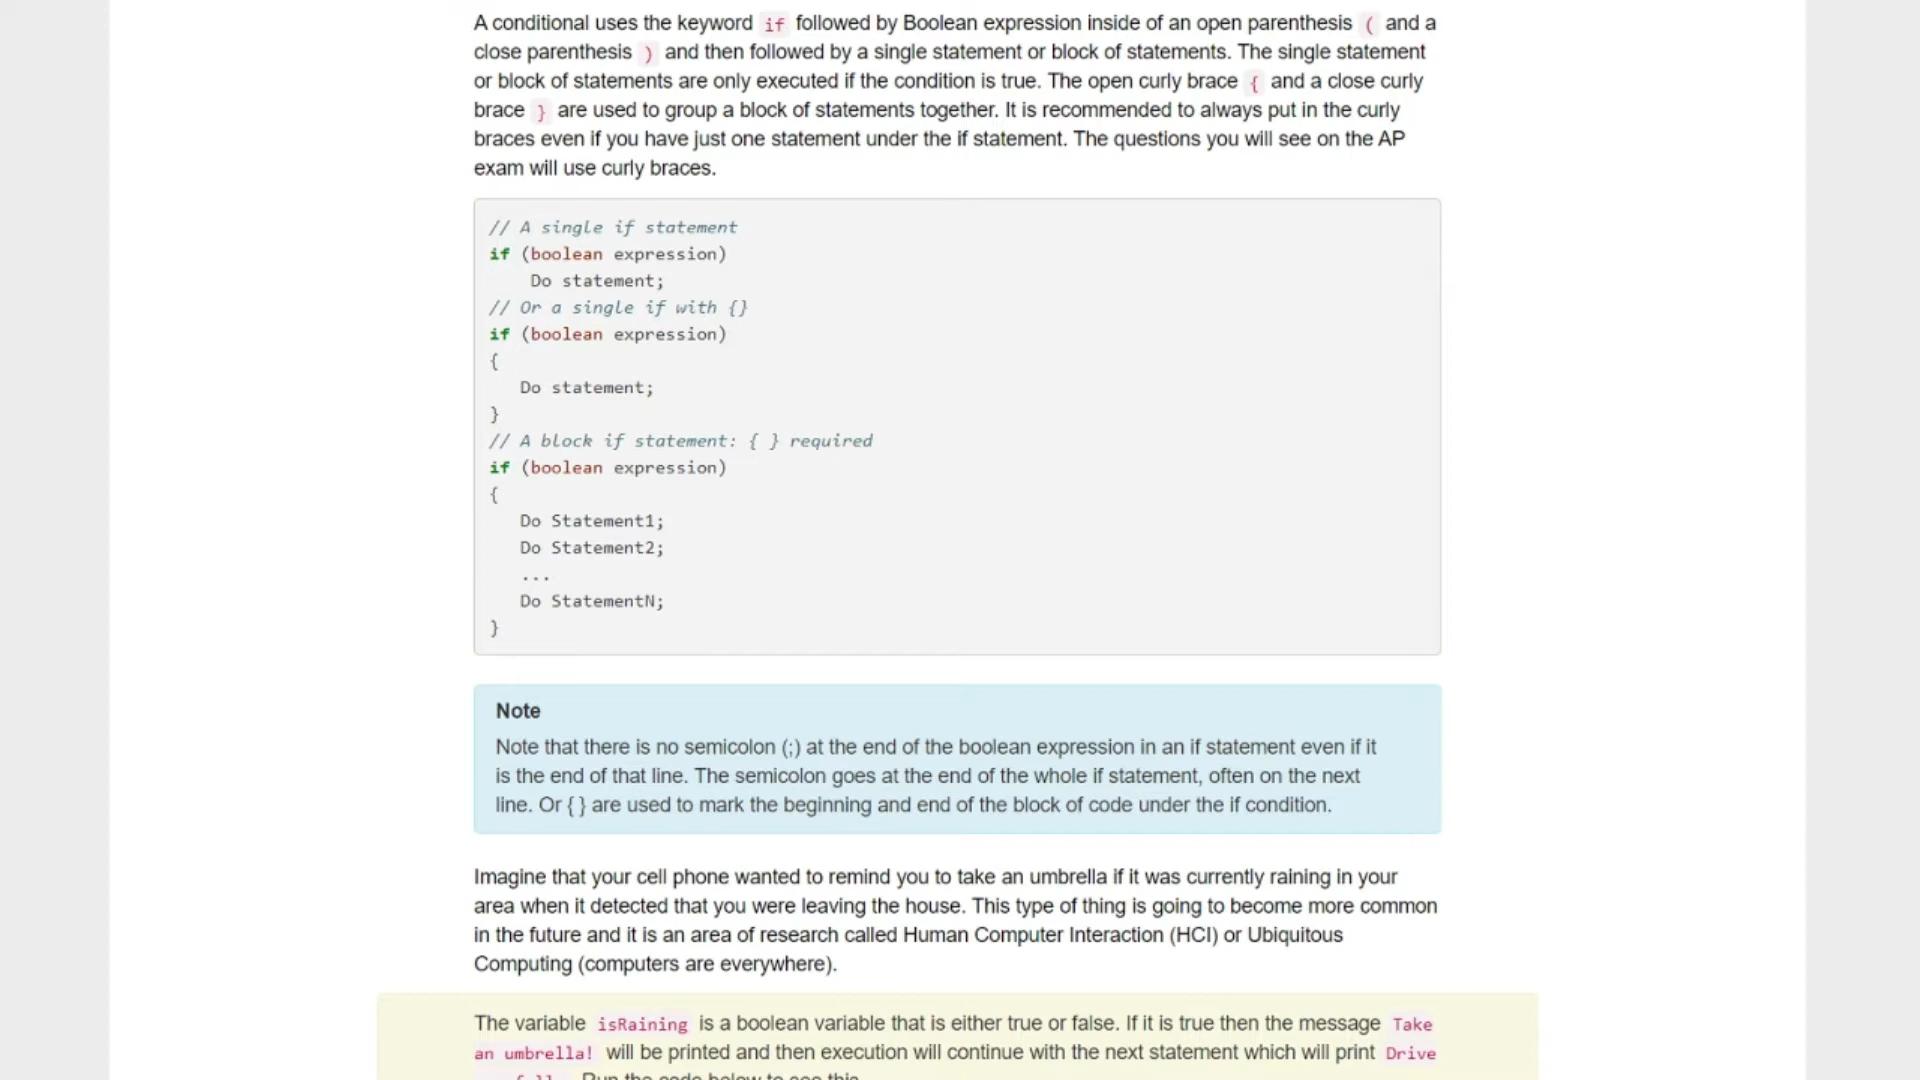 A conditional uses the keyword if followed by Boolean expression inside of an open parenthesis ( and a
close parenthesis ) and then followed by a single statement or block of statements. The single statement
or block of statements are only executed if the condition is true. The open curly brace { and a close curly
brace } are used to group a block of statements together. It is recommended to always put in the curly
braces even if you have just one statement under the if statement. The questions you will see on the AP
exam will use curly braces.
// A single if statement
if (boolean expression)
    Do statement;
// Or a single if with {}
if (boolean expression)
{
   Do statement;
}
// A block if statement: { } required
if (boolean expression)
{
   Do Statement1;
   Do Statement2;
   ...
   Do StatementN;
}
Note
Note that there is no semicolon (;) at the end of the boolean expression in an if statement even if it
is the end of that line. The semicolon goes at the end of the whole if statement, often on the next
line. Or { } are used to mark the beginning and end of the block of code under the if condition.
Imagine that your cell phone wanted to remind you to take an umbrella if it was currently raining in your
area when it detected that you were leaving the house. This type of thing is going to become more common
in the future and it is an area of research called Human Computer Interaction (HCI) or Ubiquitous
Computing (computers are everywhere).
The variable isRaining is a boolean variable that is either true or false. If it is true then the message Take
an umbrella! will be printed and then execution will continue with the next statement which will print Drive
Run the code below to see this.